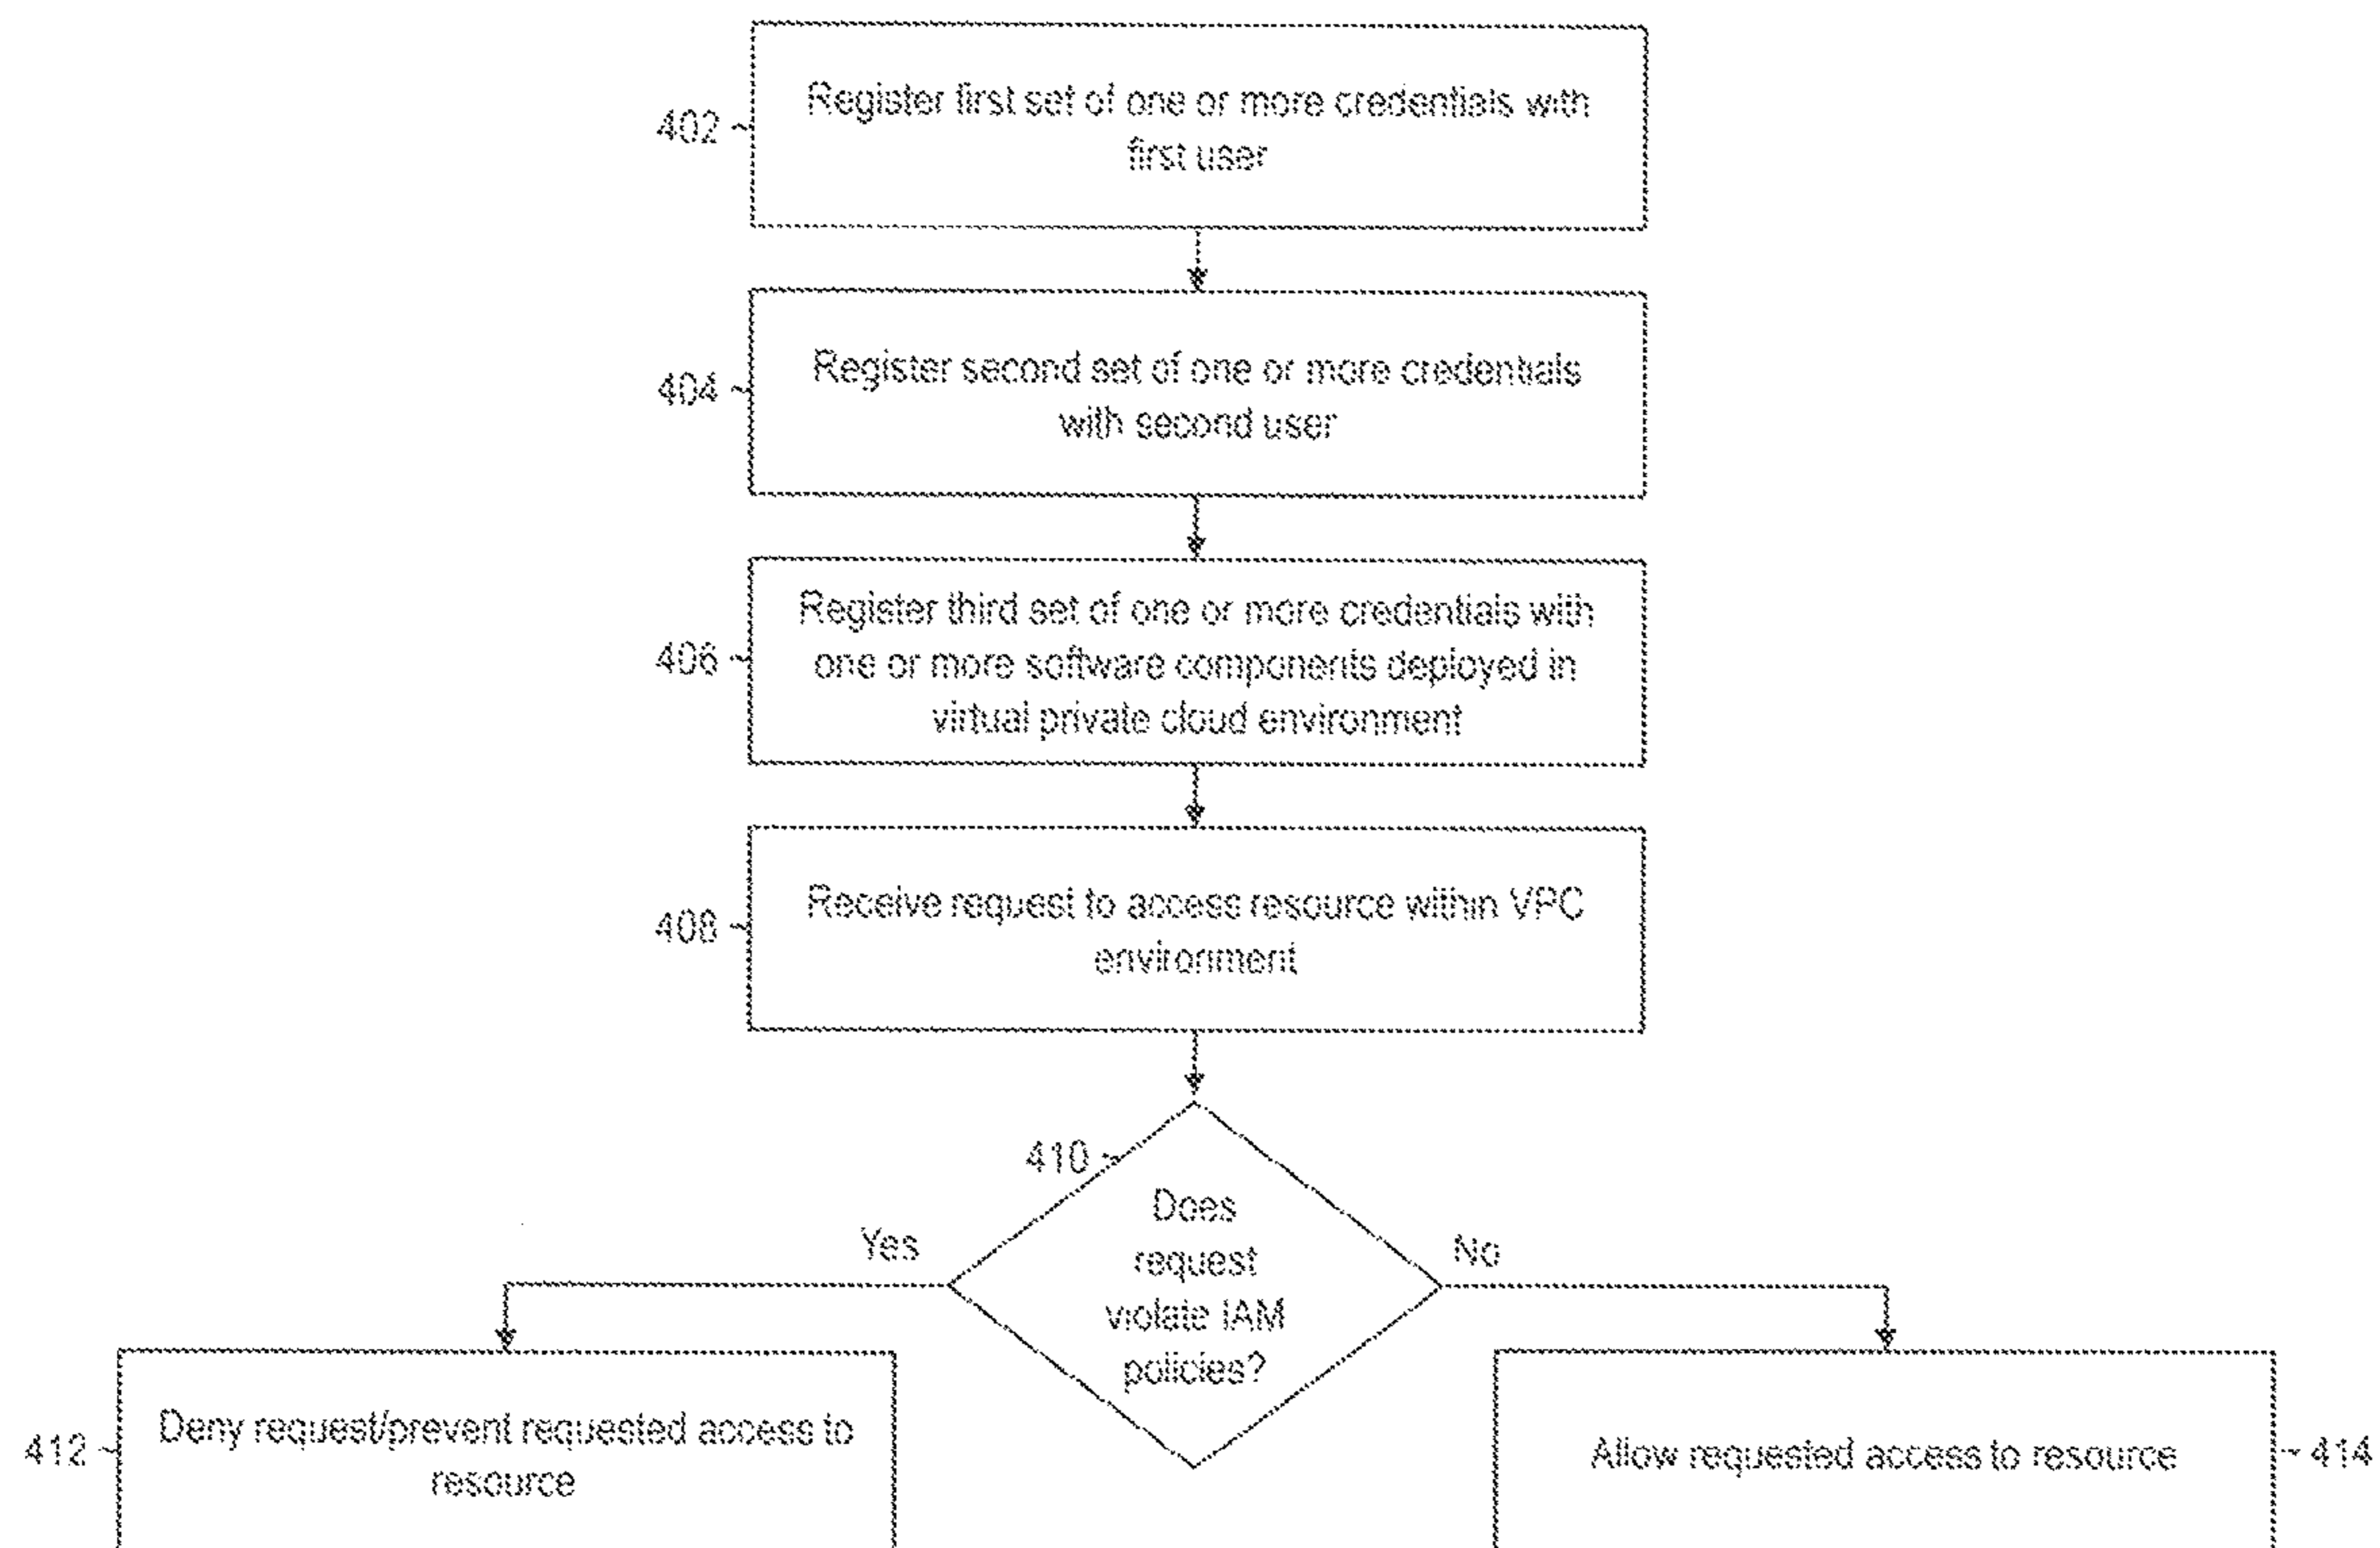 402
Register first set of one or more credentials with
first user
404
Register second set of one or more credentials
with second user
406
Register third set of one or more credentials with
one or more software components deployed in
virtual private cloud environment
408
Receive request to access resource within VPC
environment
410
Does
request
violate IAM
policies?
Yes
No
412
Deny request/prevent requested access to
resource
Allow requested access to resource
414